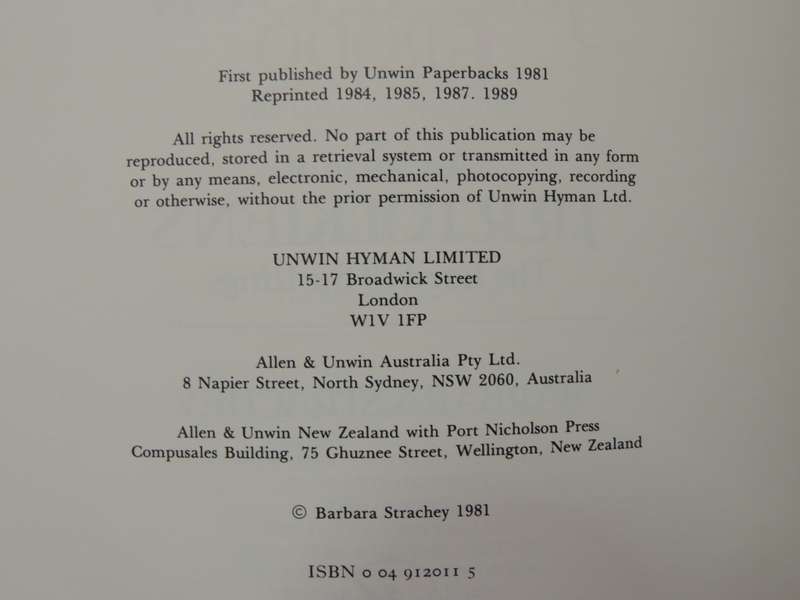 First published by Unwin Paperbacks 1981
Reprinted 1984, 1985, 1987. 1989
All rights reserved. No part of this publication may be
reproduced, stored in a retrieval system or transmitted in any form
or by any means, electronic, mechanical, photocopying, recording
or otherwise, without the prior permission of Unwin Hyman Ltd.
UNWIN HYMAN LIMITED
15-17 Broadwick Street
London
W1V 1FP
Allen & Unwin Australia Pty Ltd.
8 Napier Street, North Sydney, NSW 2060, Australia
Allen & Unwin New Zealand with Port Nicholson Press
Compusales Building, 75 Ghuznee Street, Wellington, New Zealand
© Barbara Strachey 1981
ISBN 0 04 912011 5